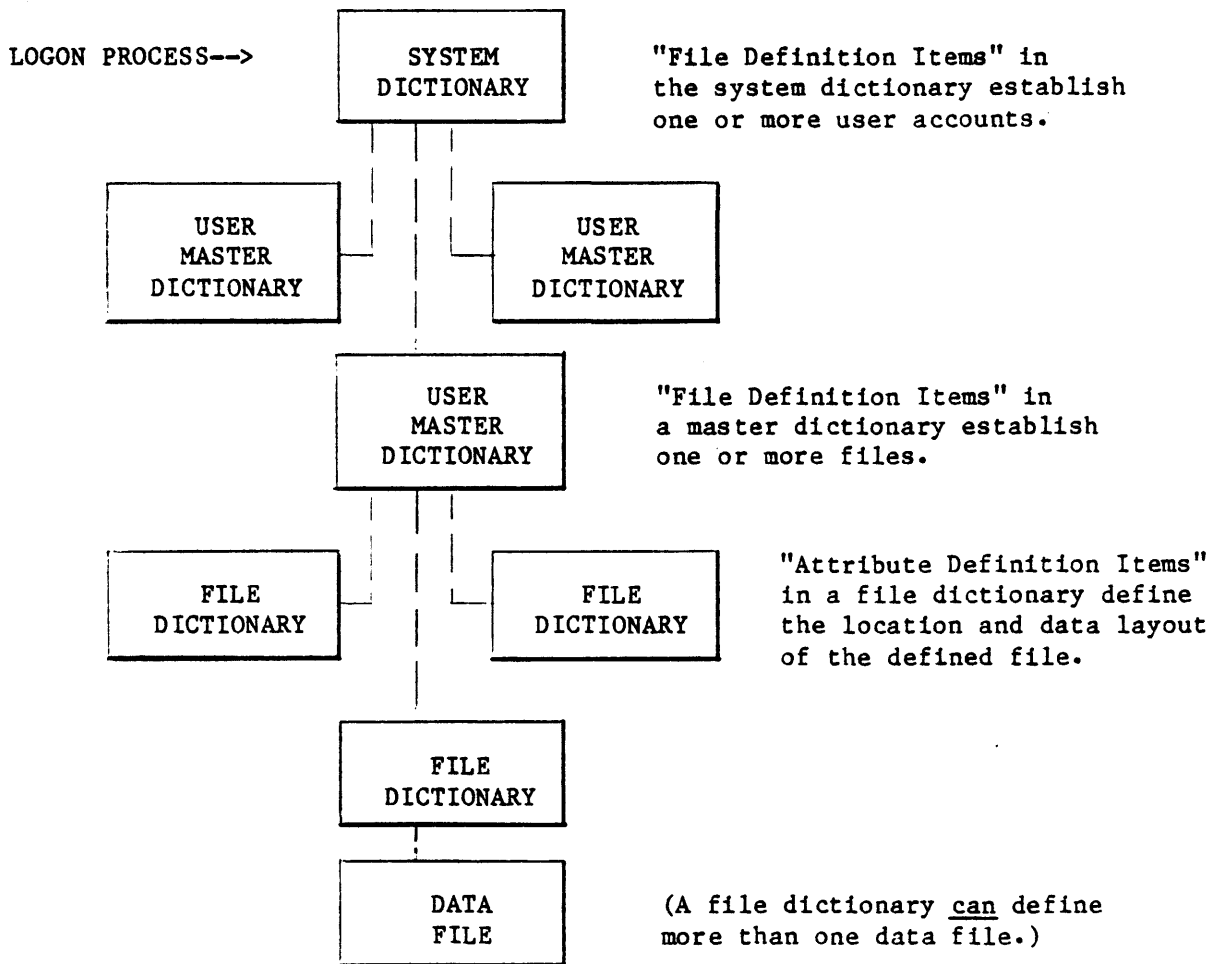 LOGON PROCESS-->
SYSTEM
DICTIONARY
"File Definition Items" in
the system dictionary establish
one or more user accounts.
USER
MASTER
DICTIONARY
USER
MASTER
DICTIONARY
USER
MASTER
DICTIONARY
"File Definition Items" in
a master dictionary establish
one or more files.
FILE
DICTIONARY
FILE
DICTIONARY
"Attribute Definition Items"
in a file dictionary define
the location and data layout
of the defined file.
FILE
DICTIONARY
DATA
FILE
(A file dictionary can define
more than one data file.)